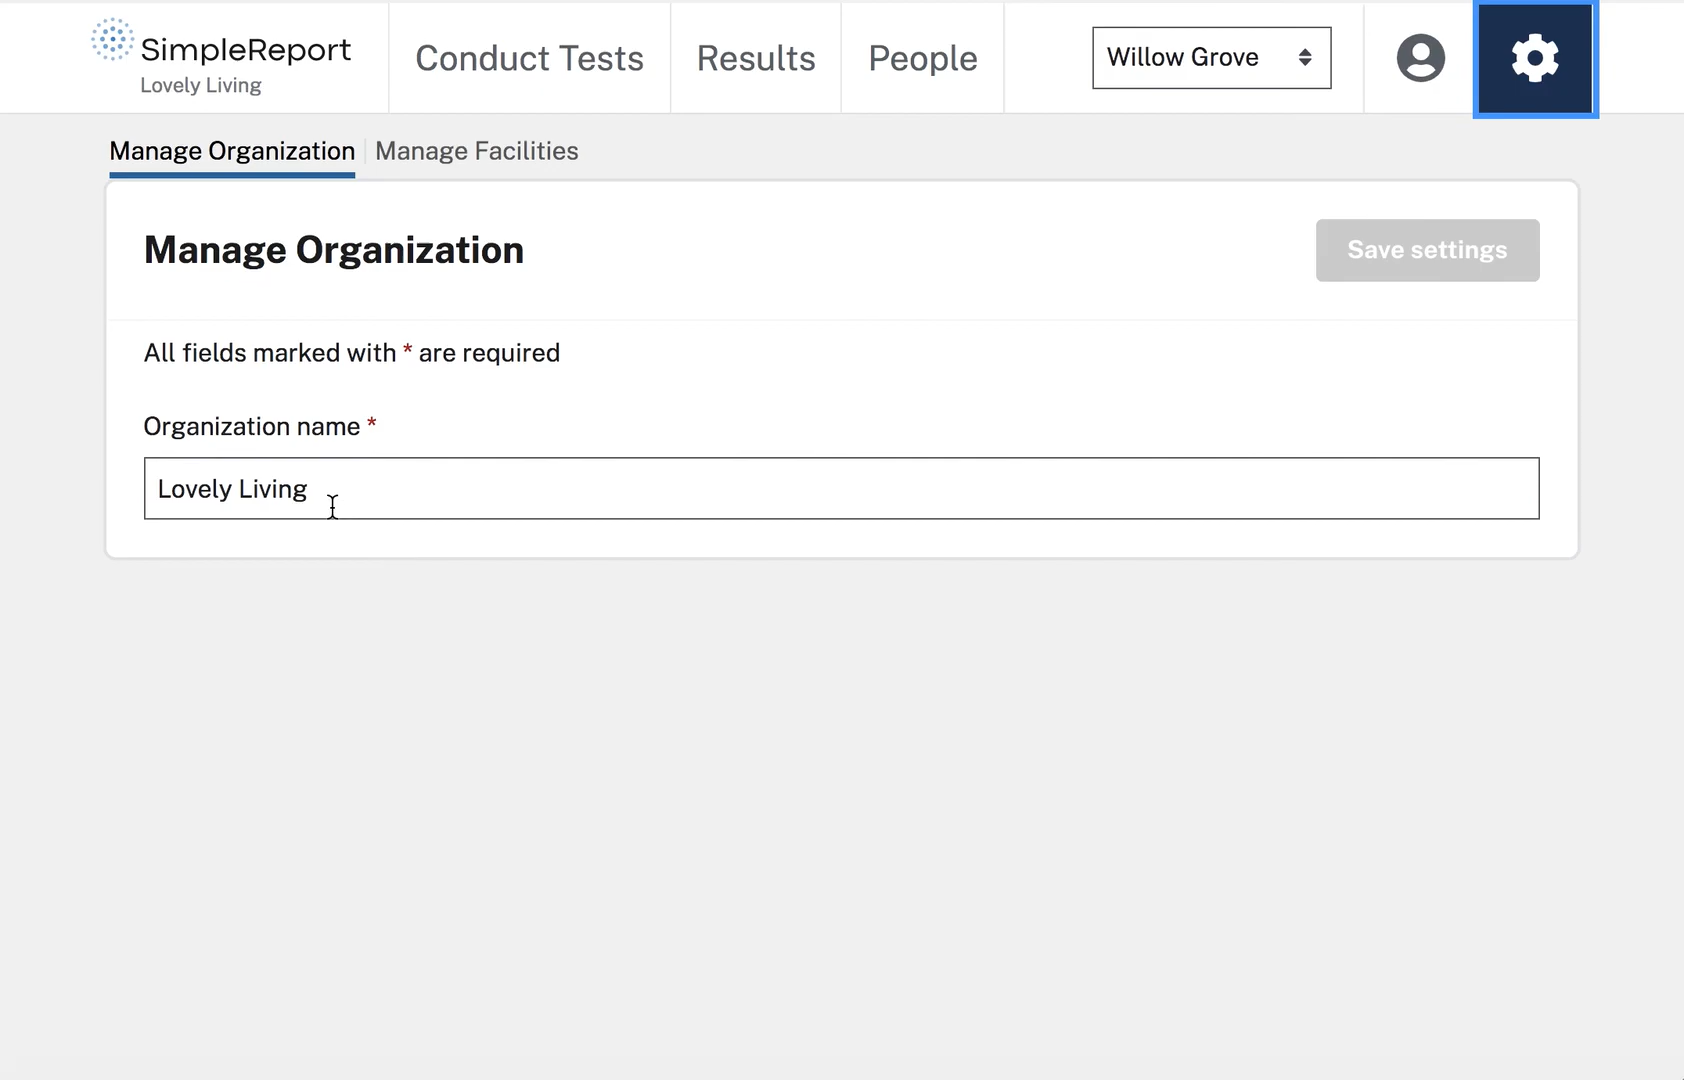 SimpleReport
Lovely Living
Conduct Tests
Results
People
Willow Grove
Manage Organization
Manage Facilities
Manage Organization
Save settings
All fields marked with * are required
Organization name *
Lovely Living